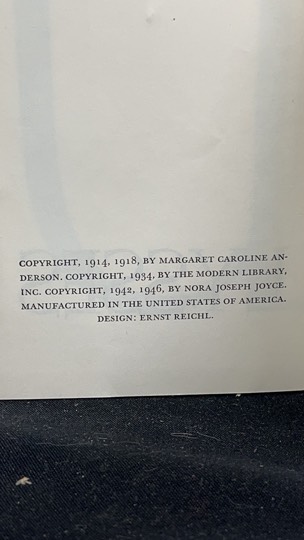 COPYRIGHT, 1914, 1918, BY MARGARET CAROLINE AN-
DERSON. COPYRIGHT, 1934, BY THE MODERN LIBRARY,
INC. COPYRIGHT, 1942, 1946, BY NORA JOSEPH JOYCE.
MANUFACTURED IN THE UNITED STATES OF AMERICA.
DESIGN: ERNST REICHL.